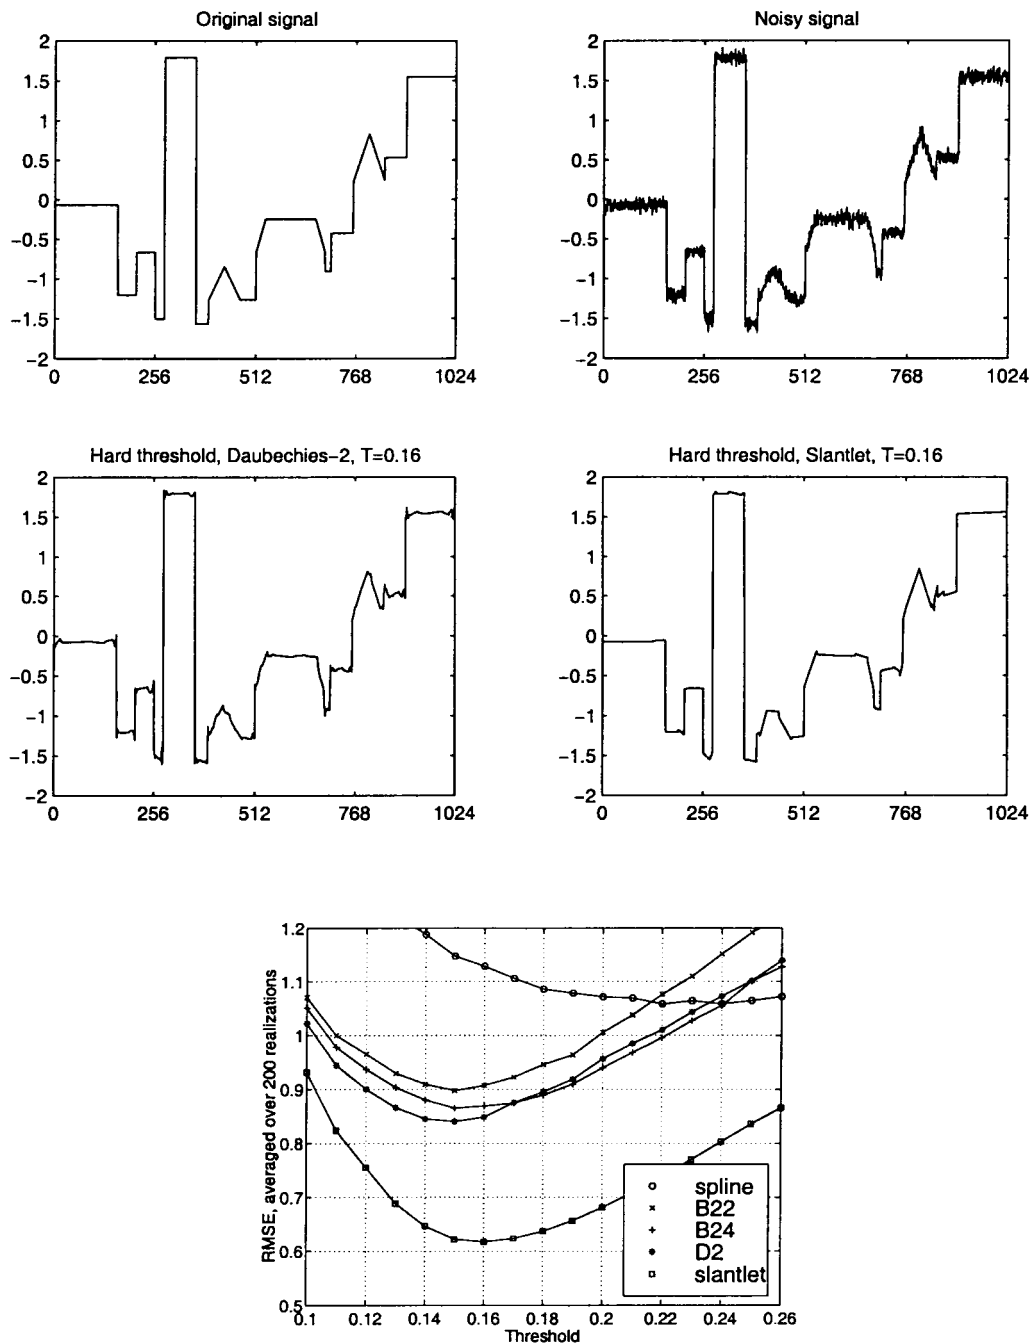 Original signal
2
1.5
1
0.5
0
−0.5
−1
−1.5
−2
0 256 512 768 1024
Noisy signal
2
1.5
1
0.5
0
−0.5
−1
−1.5
−2
0 256 512 768 1024
Hard threshold, Daubechies−2, T=0.16
2
1.5
1
0.5
0
−0.5
−1
−1.5
−2
0 256 512 768 1024
Hard threshold, Slantlet, T=0.16
2
1.5
1
0.5
0
−0.5
−1
−1.5
−2
0 256 512 768 1024
RMSE, averaged over 200 realizations
1.2
1.1
1
0.9
0.8
0.7
0.6
0.5
spline
B22
B24
D2
slantlet
0.1 0.12 0.14 0.16 0.18 0.2 0.22 0.24 0.26
Threshold